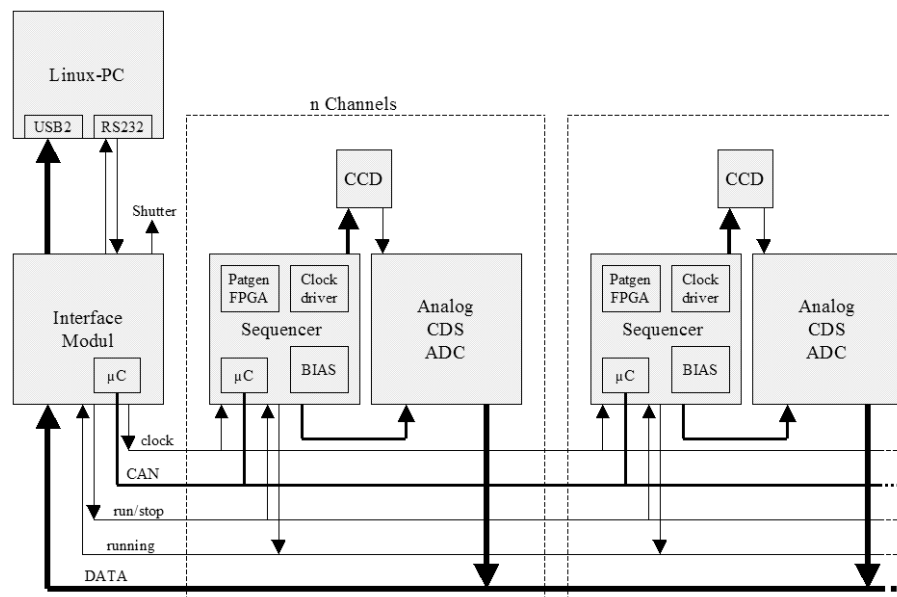 Linux-PC
USB2
RS232
n Channels
CCD
CCD
Shutter
Interface
Modul
µC
Patgen
FPGA
Clock
driver
Sequencer
µC
BIAS
Analog
CDS
ADC
Patgen
FPGA
Clock
driver
Sequencer
µC
BIAS
Analog
CDS
ADC
clock
CAN
run/stop
running
DATA